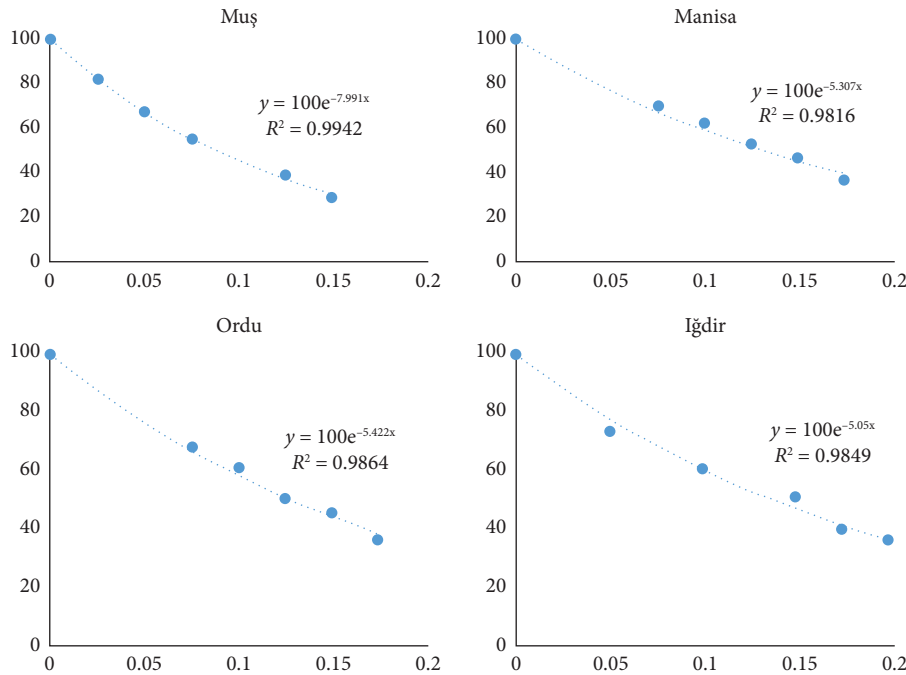 Muş
100
80
60
40
20
0
0 0.05 0.1 0.15 0.2
y = 100e^–7.991x
R² = 0.9942
Manisa
100
80
60
40
20
0
0 0.05 0.1 0.15 0.2
y = 100e^–5.307x
R² = 0.9816
Ordu
100
80
60
40
20
0
0 0.05 0.1 0.15 0.2
y = 100e^–5.422x
R² = 0.9864
Iğdir
100
80
60
40
20
0
0 0.05 0.1 0.15 0.2
y = 100e^–5.05x
R² = 0.9849